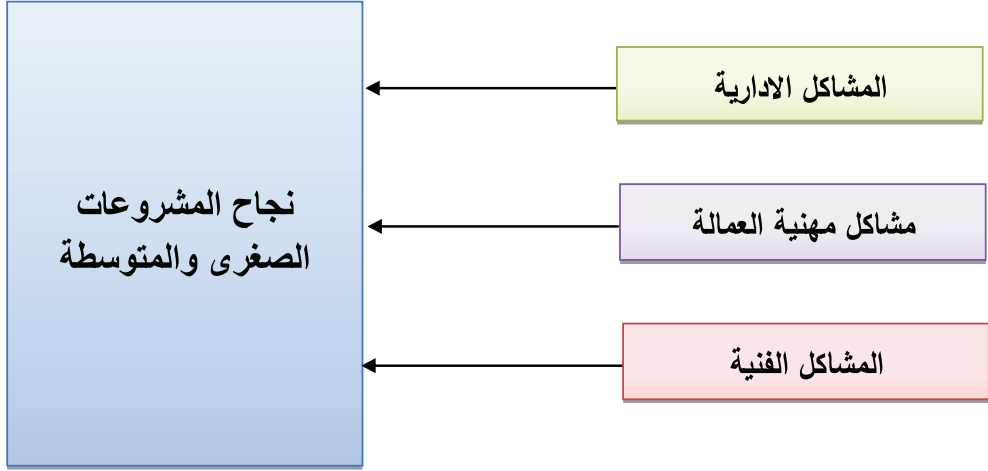 المشاكل الادارية
مشاكل مهنية العمالة
المشاكل الفنية
نجاح المشروعات
الصغرى والمتوسطة